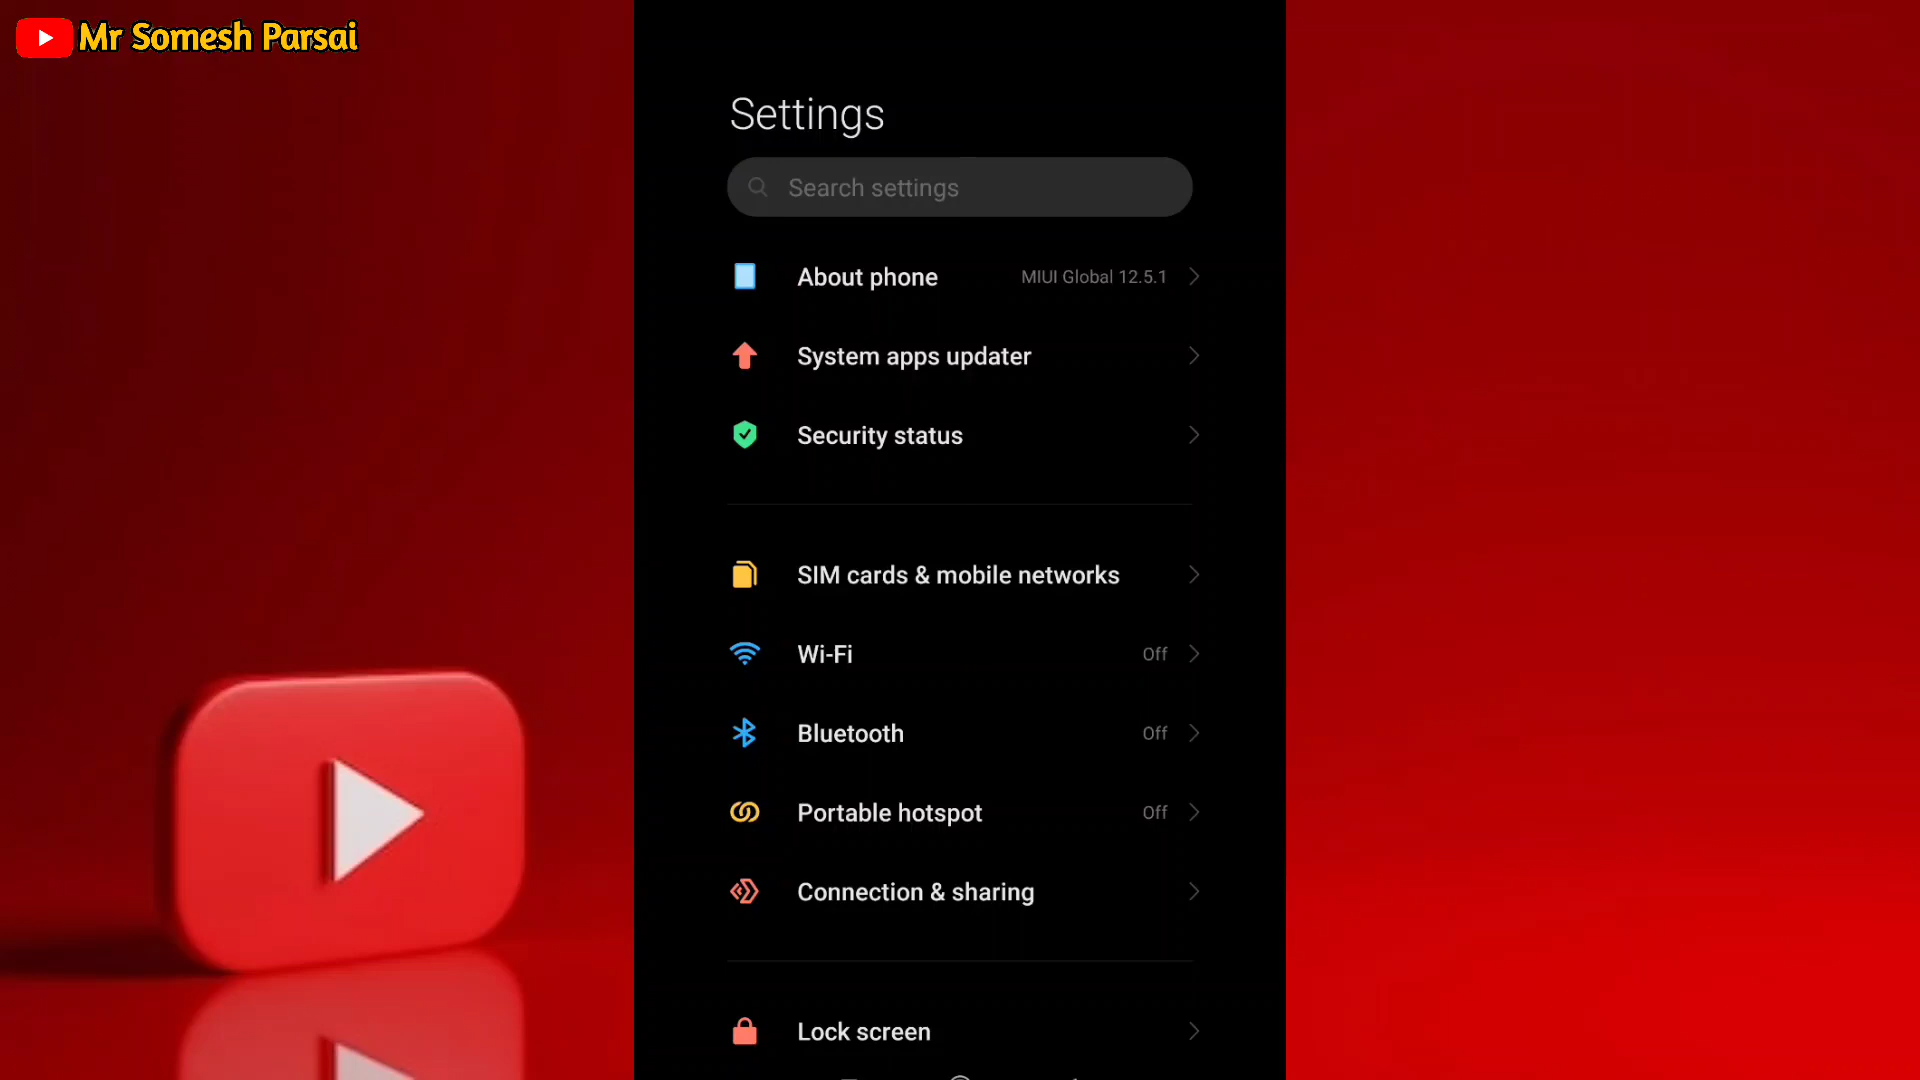 Mr Somesh Parsai
Settings
Search settings
About phone MIUI Global 12.5.1
System apps updater
Security status
SIM cards & mobile networks
Wi-Fi Off
Bluetooth Off
Portable hotspot Off
Connection & sharing
Lock screen